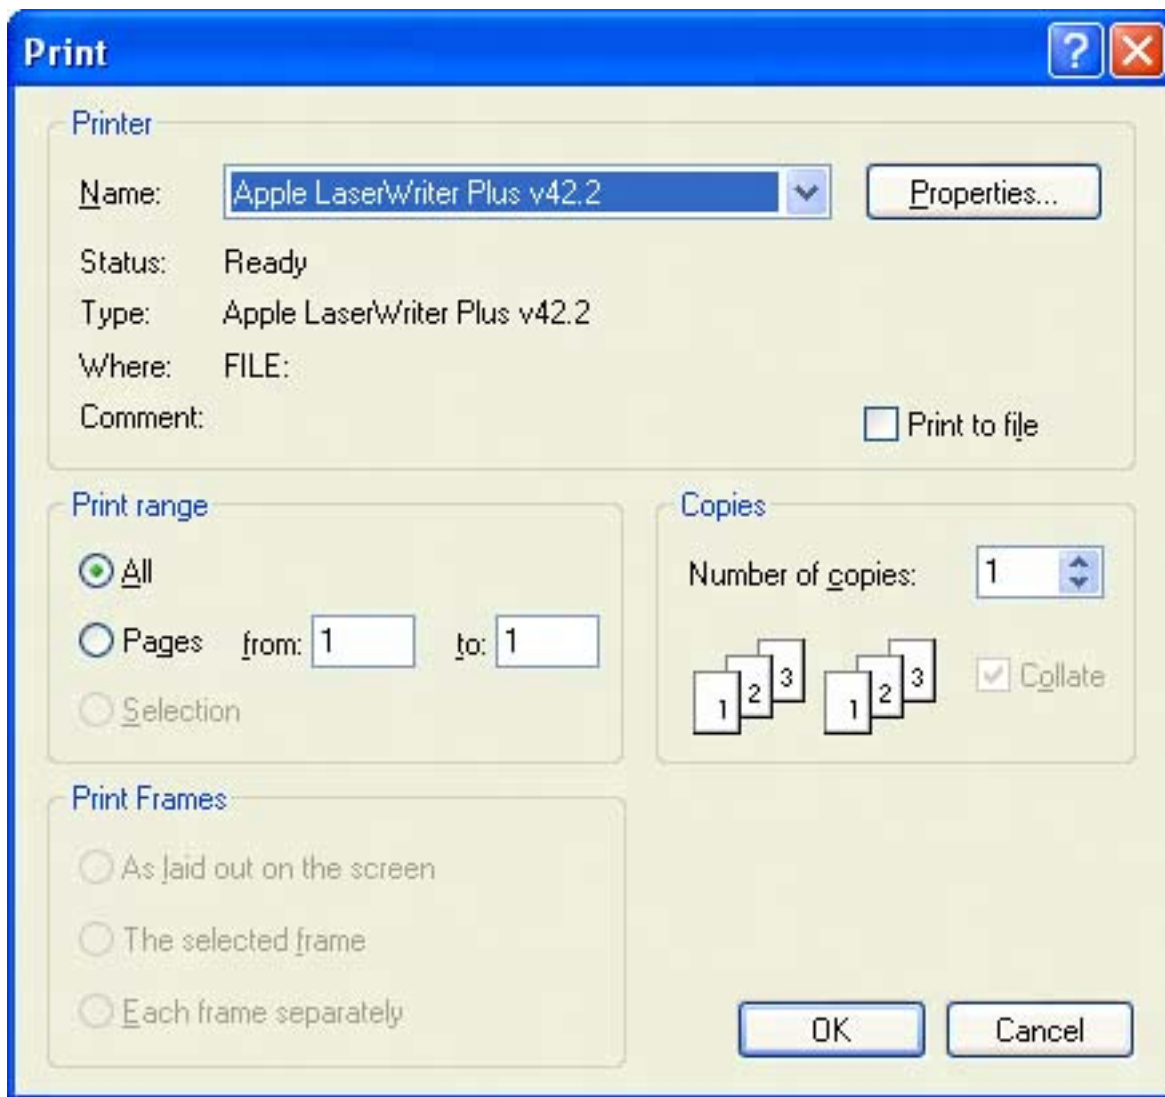 Print
Printer
Name: Apple LaserWriter Plus v42.2 Properties...
Status: Ready
Type: Apple LaserWriter Plus v42.2
Where: FILE:
Comment:
Print to file
Print range
All
Pages from: 1 to: 1
Selection
Copies
Number of copies: 1
1 2 3 1 2 3 Collate
Print Frames
As laid out on the screen
The selected frame
Each frame separately
OK Cancel